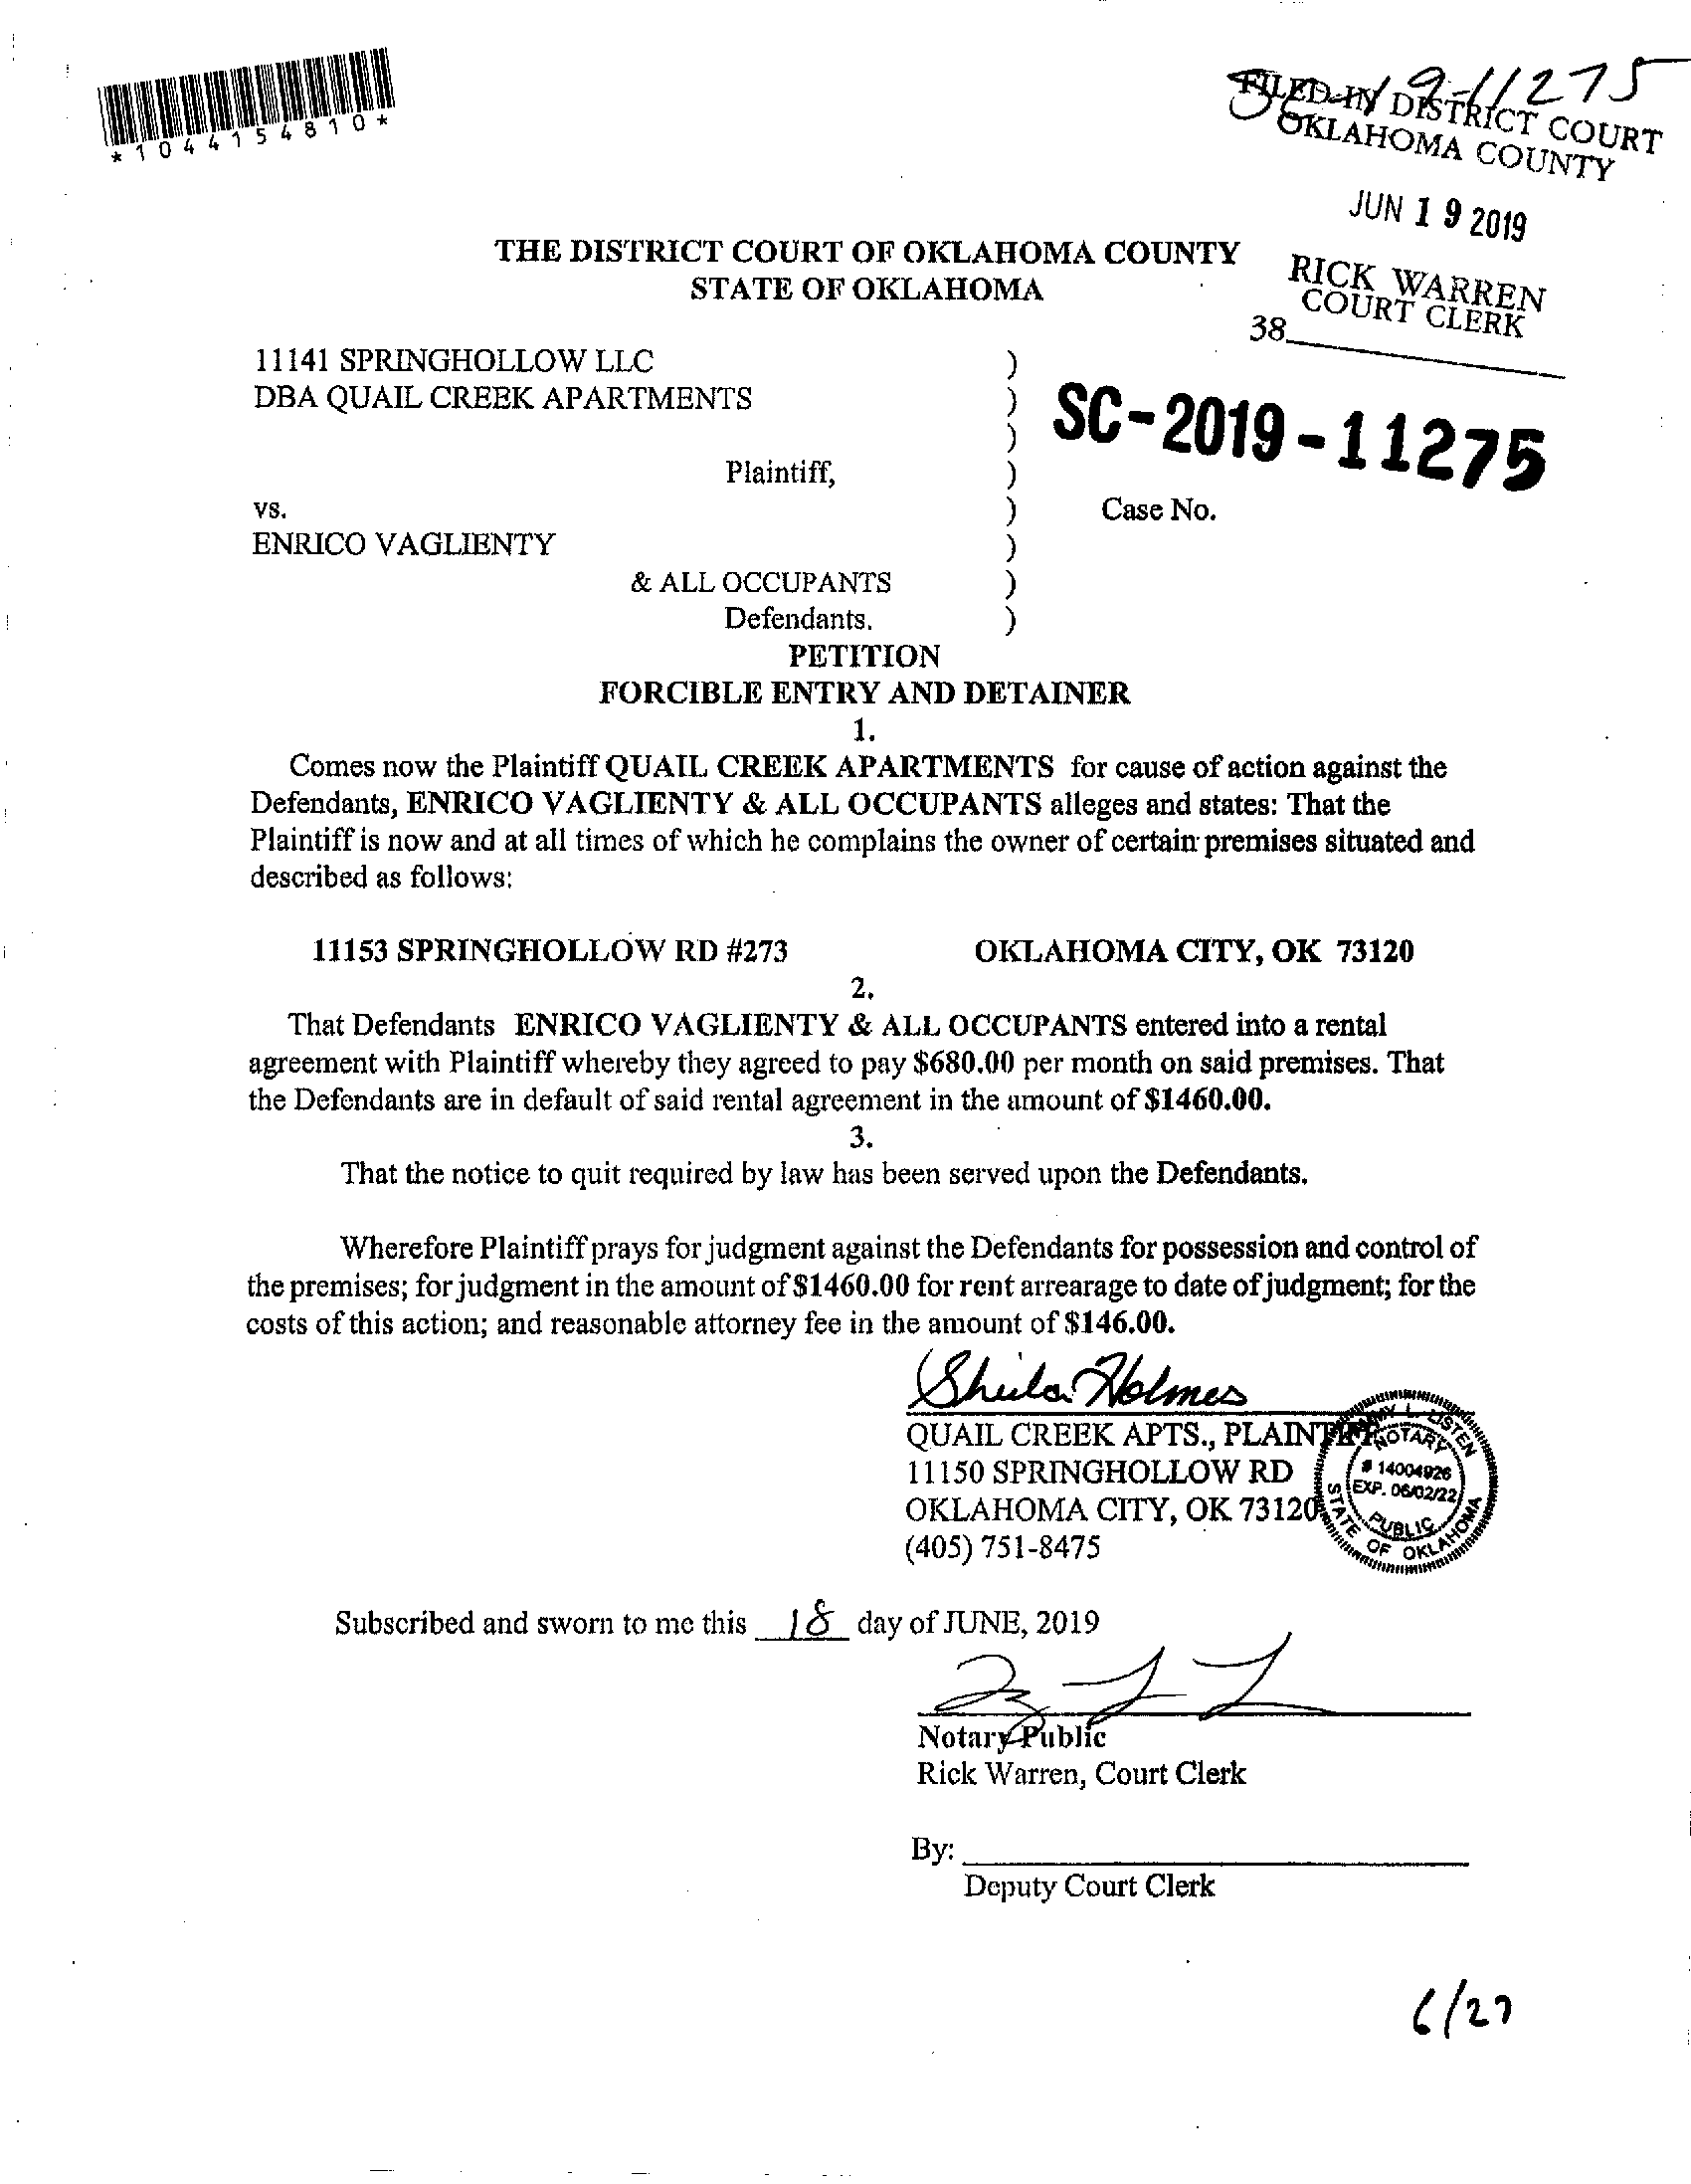 *1044154810*
SC-19-11275
FILED IN DISTRICT COURT
OKLAHOMA COUNTY
JUN 19 2019
RICK WARREN
COURT CLERK
38
THE DISTRICT COURT OF OKLAHOMA COUNTY
STATE OF OKLAHOMA
11141 SPRINGHOLLOW LLC )
DBA QUAIL CREEK APARTMENTS )
)
SC-2019-11275
Plaintiff, )
vs. ) Case No.
ENRICO VAGLIENTY )
& ALL OCCUPANTS )
Defendants. )
PETITION
FORCIBLE ENTRY AND DETAINER
1.
Comes now the Plaintiff QUAIL CREEK APARTMENTS for cause of action against the
Defendants, ENRICO VAGLIENTY & ALL OCCUPANTS alleges and states: That the
Plaintiff is now and at all times of which he complains the owner of certain premises situated and
described as follows:
11153 SPRINGHOLLOW RD #273 OKLAHOMA CITY, OK 73120
2.
That Defendants ENRICO VAGLIENTY & ALL OCCUPANTS entered into a rental
agreement with Plaintiff whereby they agreed to pay $680.00 per month on said premises. That
the Defendants are in default of said rental agreement in the amount of $1460.00.
3.
That the notice to quit required by law has been served upon the Defendants.
Wherefore Plaintiff prays for judgment against the Defendants for possession and control of
the premises; for judgment in the amount of $1460.00 for rent arrearage to date of judgment; for the
costs of this action; and reasonable attorney fee in the amount of $146.00.
Sheila Holmes
QUAIL CREEK APTS., PLAINTIFF
11150 SPRINGHOLLOW RD
OKLAHOMA CITY, OK 73120
(405) 751-8475
L. LISTEN
NOTARY
# 14004926
EXP. 06/02/22
PUBLIC
STATE OF OKLAHOMA
Subscribed and sworn to me this 18 day of JUNE, 2019
Notary Public
Rick Warren, Court Clerk
By:
Deputy Court Clerk
6/27